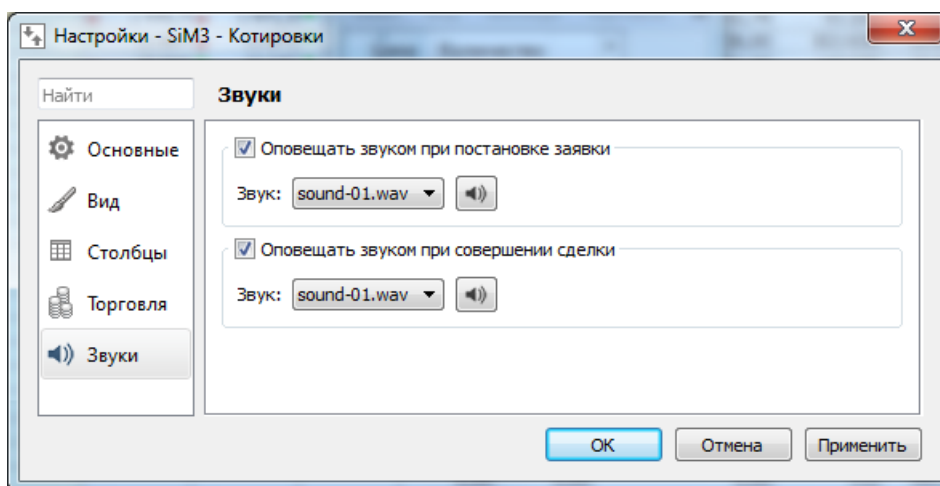 Настройки - SiM3 - Котировки
Найти
Звуки
Основные
Вид
Столбцы
Торговля
Звуки
Оповещать звуком при постановке заявки
Звук: sound-01.wav
Оповещать звуком при совершении сделки
Звук: sound-01.wav
OK
Отмена
Применить